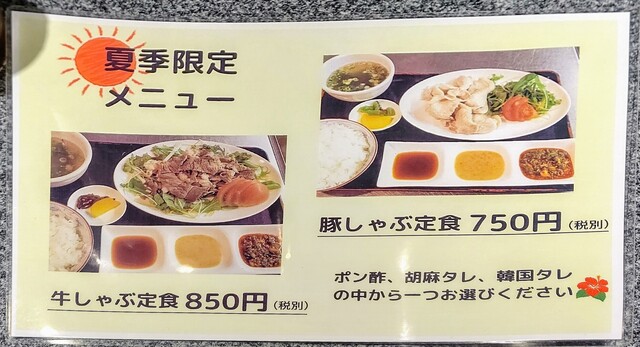 夏季限定
メニュー
豚しゃぶ定食 750円 (税別)
牛しゃぶ定食 850円 (税別)
ポン酢、胡麻タレ、韓国タレ
の中から一つお選びください